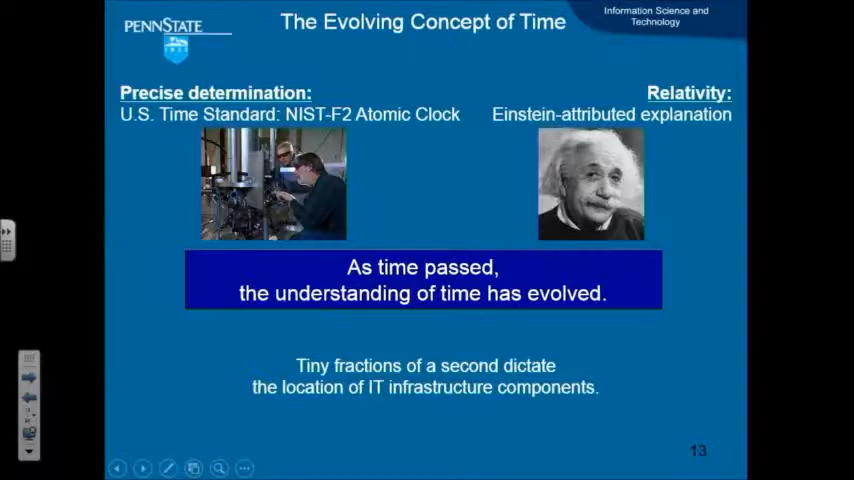 PENNSTATE
1855
The Evolving Concept of Time
Information Science and
Technology
Precise determination:
U.S. Time Standard: NIST-F2 Atomic Clock
Relativity:
Einstein-attributed explanation
As time passed,
the understanding of time has evolved.
Tiny fractions of a second dictate
the location of IT infrastructure components.
13